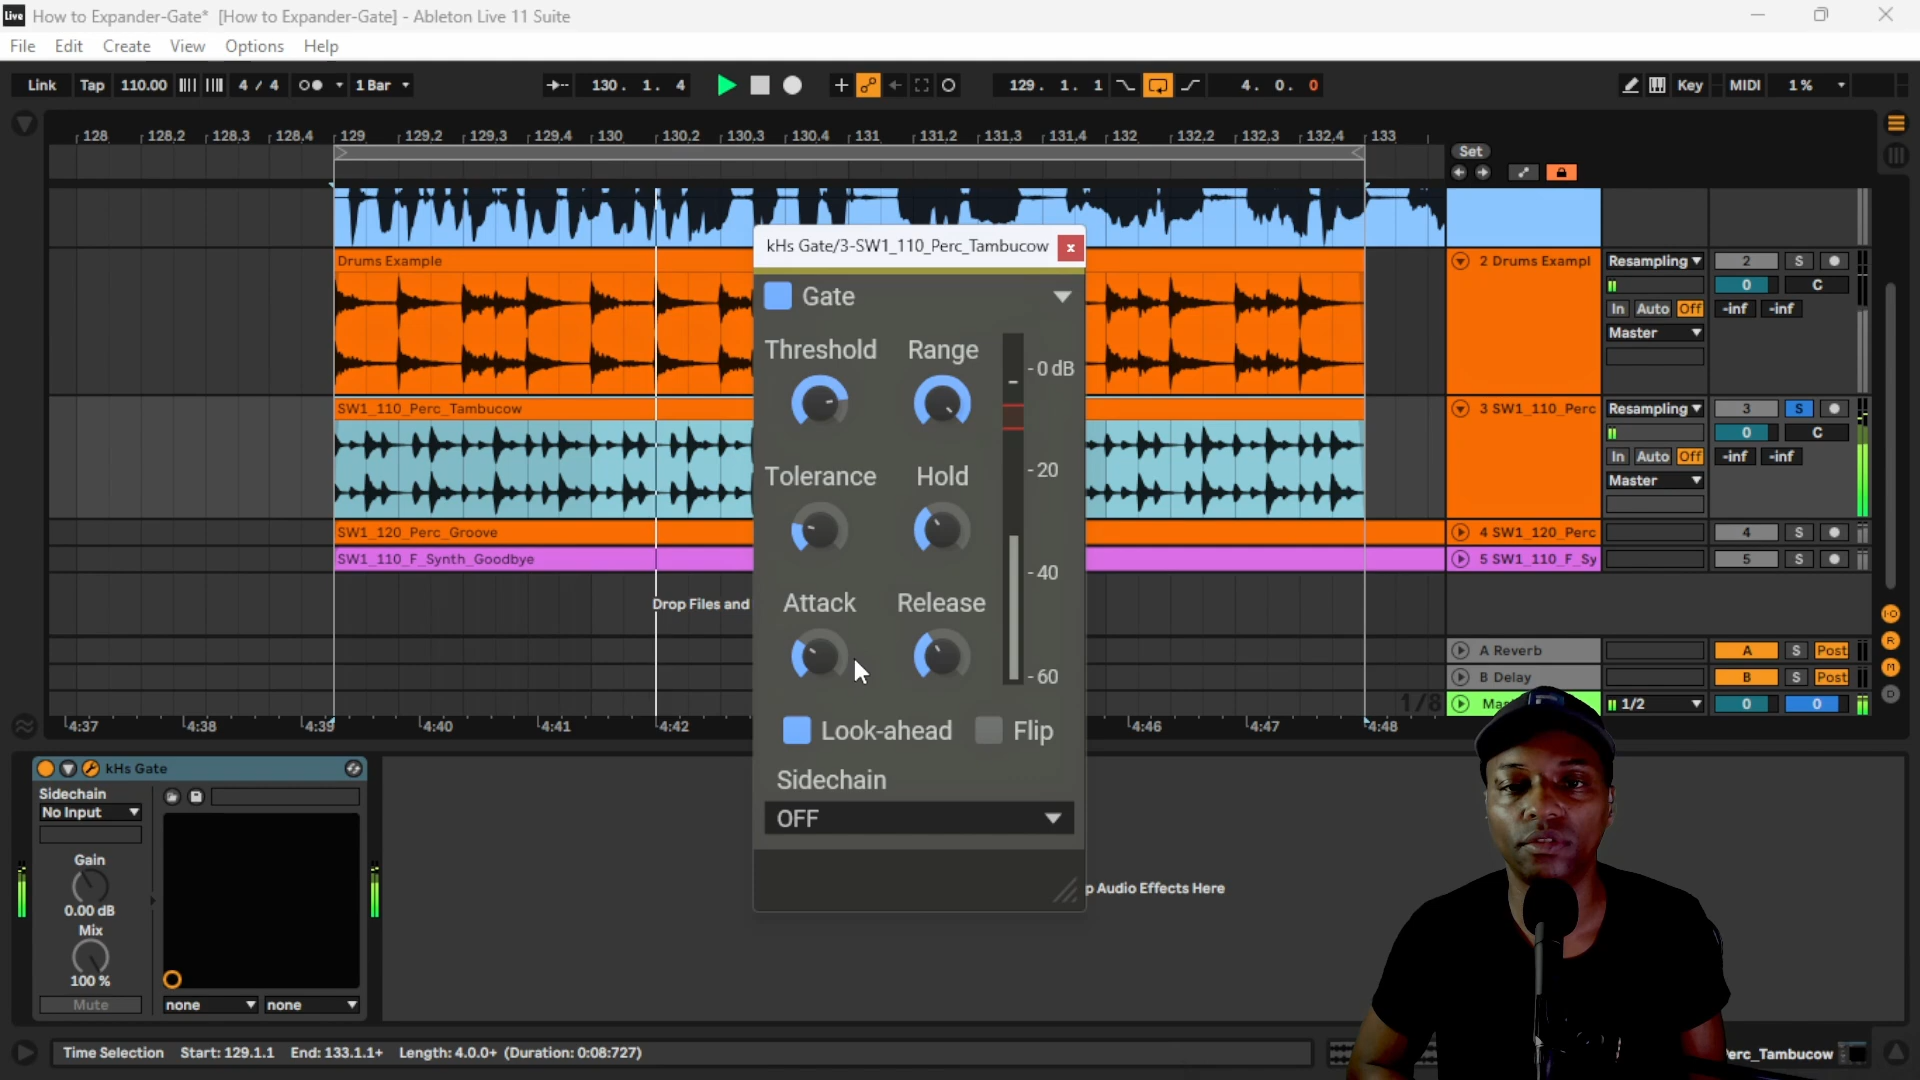 Live How to Expander-Gate* [How to Expander-Gate] - Ableton Live 11 Suite
File Edit Create View Options Help
Link Tap 110.00 4 / 4 1 Bar 130. 1. 4 129. 1. 1 4. 0. 0 Key MIDI 1 %
128 128.2 128.3 128.4 129 129.2 129.3 129.4 130 130.2 130.3 130.4 131 131.2 131.3 131.4 132 132.2 132.3 132.4 133
Set
Drums Example
2 Drums Exampl Resampling 2 S
0 C
In Auto Off -inf -inf
Master
SW1_110_Perc_Tambucow
3 SW1_110_Perc Resampling 3 S
0 C
In Auto Off -inf -inf
Master
SW1_120_Perc_Groove
4 SW1_120_Perc 4 S
SW1_110_F_Synth_Goodbye
5 SW1_110_F_Sy 5 S
Drop Files and
A Reverb A S Post
B Delay B S Post
1/8 Mas 1/2 0 0
4:37 4:38 4:39 4:40 4:41 4:42 4:46 4:47 4:48
I-O
R
M
D
kHs Gate/3-SW1_110_Perc_Tambucow x
Gate
Threshold Range
-0 dB
-20
Tolerance Hold
-40
Attack Release
-60
Look-ahead Flip
Sidechain
OFF
kHs Gate
Sidechain
No Input
Gain
0.00 dB
Mix
100 %
Mute none none
p Audio Effects Here
Time Selection Start: 129.1.1 End: 133.1.1+ Length: 4.0.0+ (Duration: 0:08:727)
erc_Tambucow